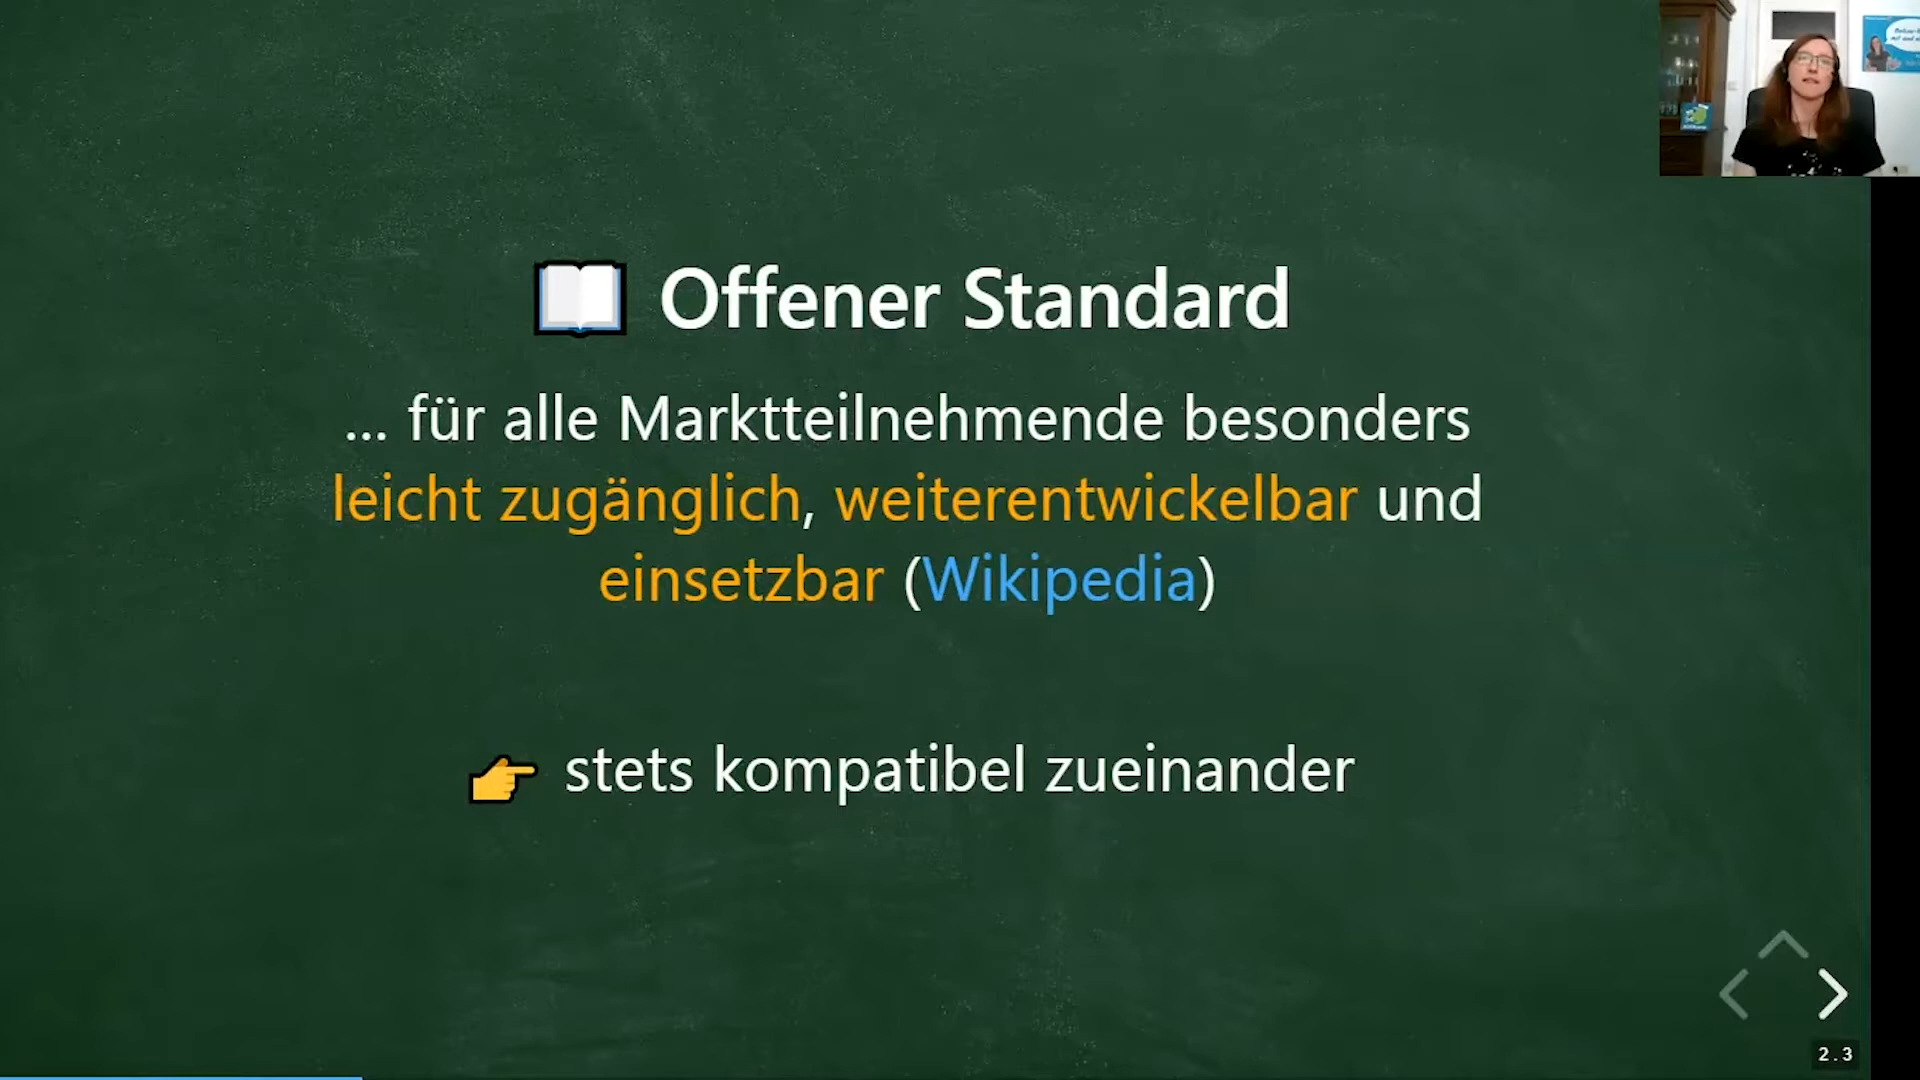 Offener Standard
... für alle Marktteilnehmende besonders
leicht zugänglich, weiterentwickelbar und
einsetzbar (Wikipedia)
stets kompatibel zueinander
2.3